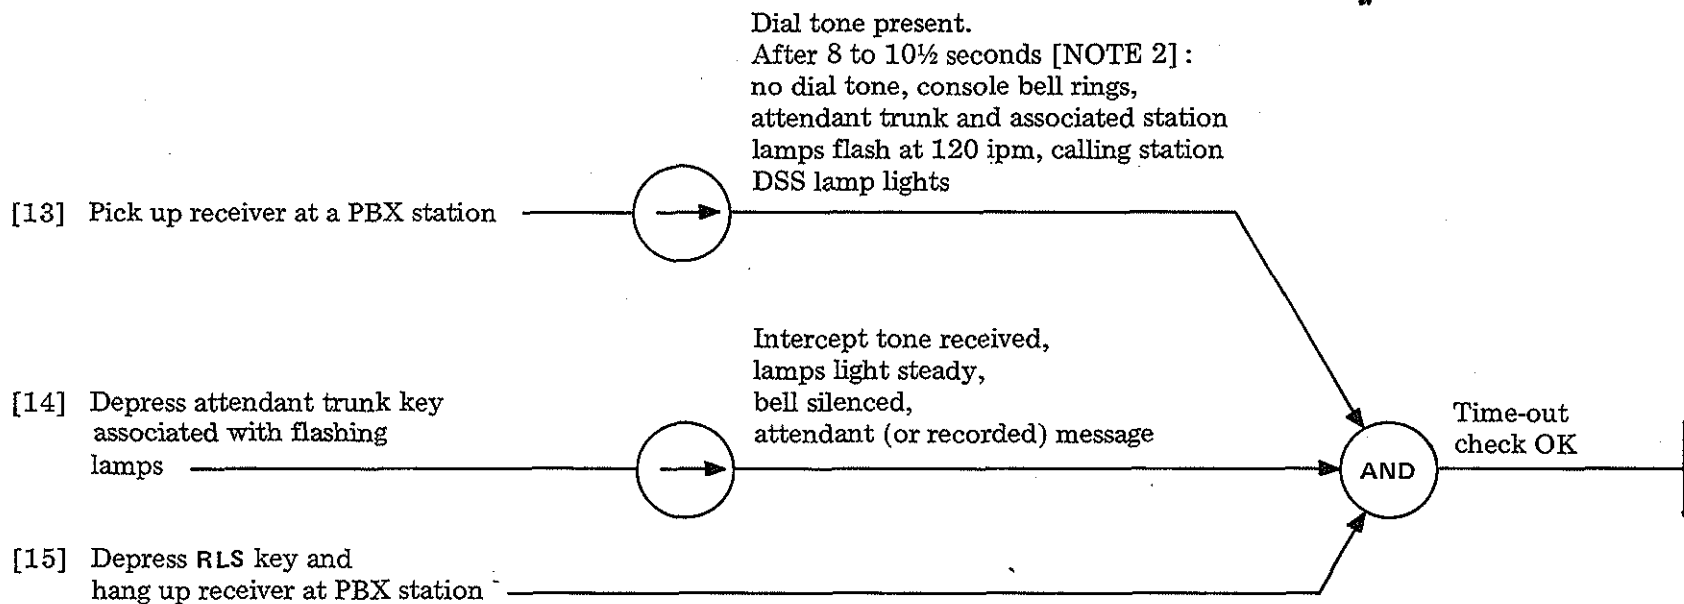 Dial tone present.
After 8 to 10½ seconds [NOTE 2] :
no dial tone, console bell rings,
attendant trunk and associated station
lamps flash at 120 ipm, calling station
DSS lamp lights
[13] Pick up receiver at a PBX station
Intercept tone received,
lamps light steady,
bell silenced,
attendant (or recorded) message
[14] Depress attendant trunk key
associated with flashing
lamps
AND
Time-out
check OK
[15] Depress RLS key and
hang up receiver at PBX station